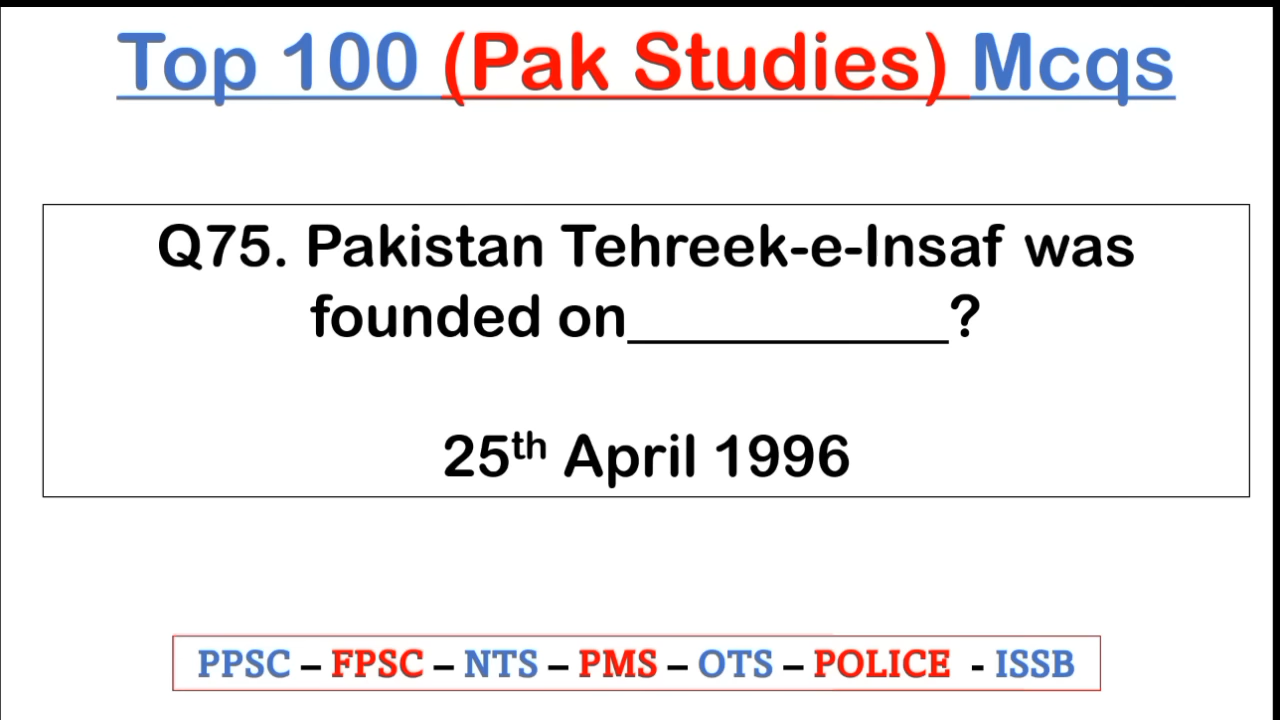 Top 100 (Pak Studies) Mcqs
Q75. Pakistan Tehreek-e-Insaf was
founded on___________?
25th April 1996
PPSC – FPSC – NTS – PMS – OTS – POLICE - ISSB